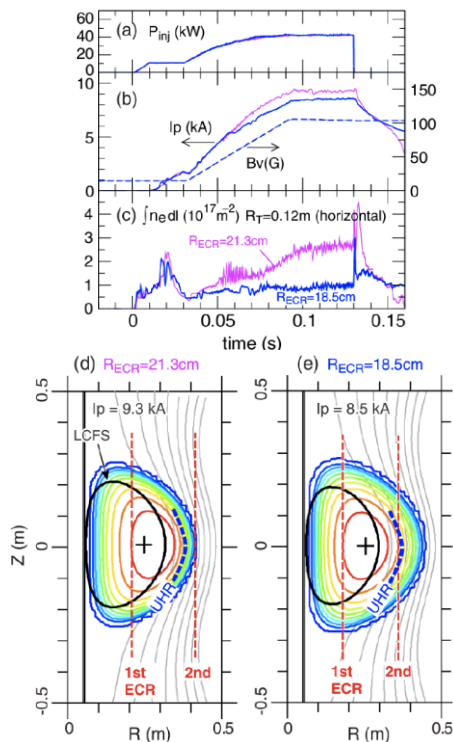 (a) P_inj (kW)
60
40
20
0
(b)
10
5
0
Ip (kA)
Bv(G)
150
100
50
0
(c) ∫n_e dl (10^17 m^-2) R_T=0.12m (horizontal)
4
3
2
1
0
R_ECR=21.3cm
R_ECR=18.5cm
0 0.05 0.10 0.15
time (s)
(d) R_ECR=21.3cm
0.5
0
-0.5
Z (m)
Ip = 9.3 kA
LCFS
UHR
1st
ECR
2nd
0 R (m) 0.5
(e) R_ECR=18.5cm
0.5
0
-0.5
Ip = 8.5 kA
UHR
1st
ECR
2nd
0 R (m) 0.5